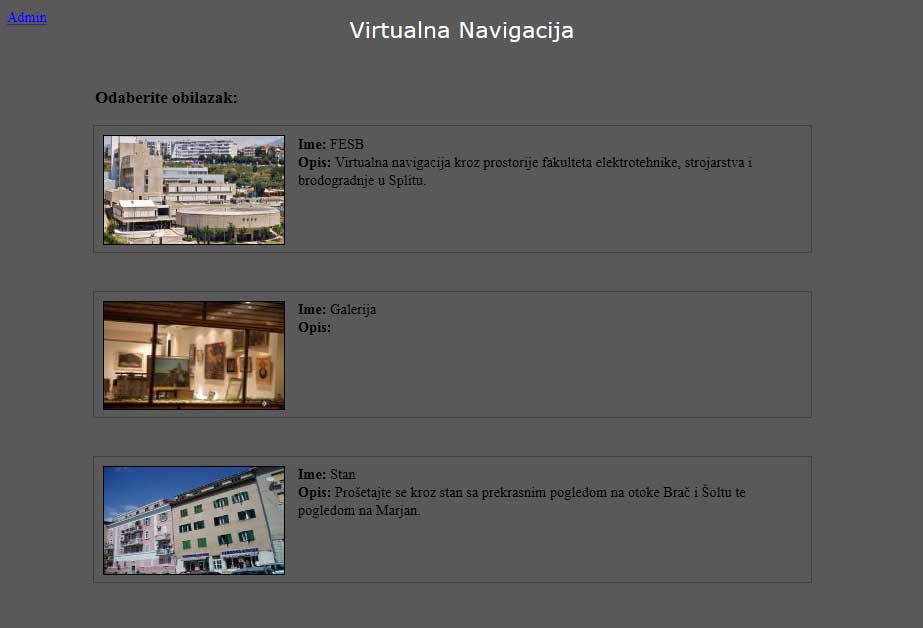 Admin
Virtualna Navigacija
Odaberite obilazak:
Ime: FESB
Opis: Virtualna navigacija kroz prostorije fakulteta elektrotehnike, strojarstva i
brodogradnje u Splitu.
Ime: Galerija
Opis:
Ime: Stan
Opis: Prošetajte se kroz stan sa prekrasnim pogledom na otoke Brač i Šoltu te
pogledom na Marjan.